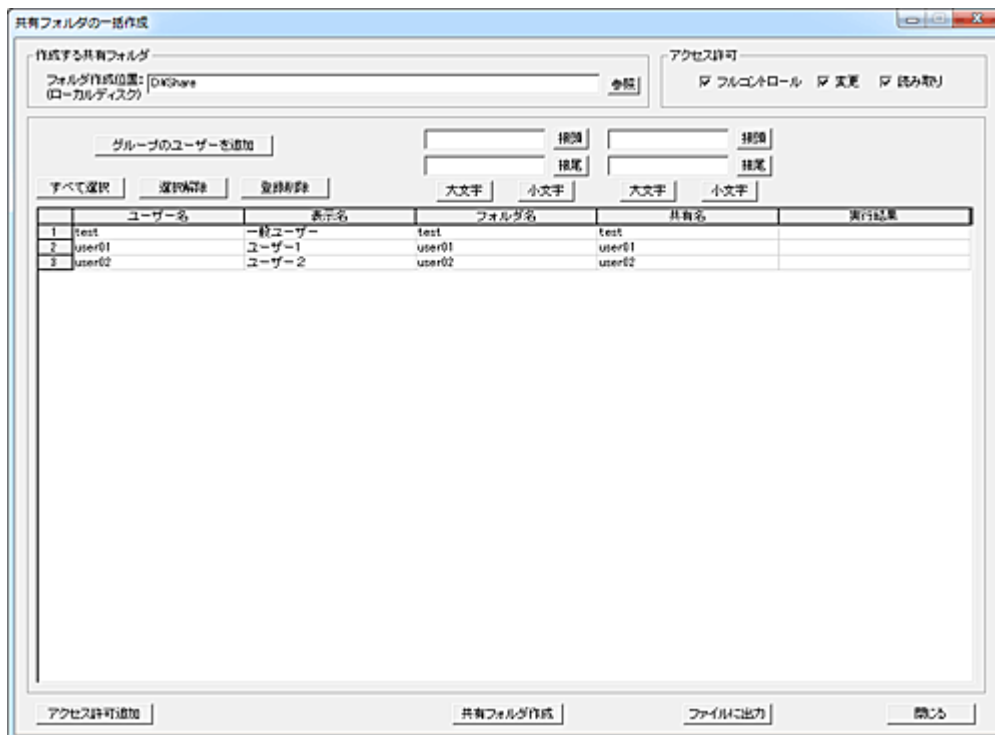 共有フォルダの一括作成
作成する共有フォルダ
フォルダ作成位置: D:¥Share 参照
(ローカルディスク)
アクセス許可
フルコントロール 変更 読み取り
グループのユーザーを追加
接頭 接頭
接尾 接尾
すべて選択 選択解除 登録削除 大文字 小文字 大文字 小文字
ユーザー名 表示名 フォルダ名 共有名 実行結果
1 test 一般ユーザー test test
2 user01 ユーザー1 user01 user01
3 user02 ユーザー2 user02 user02
アクセス許可追加 共有フォルダ作成 ファイルに出力 閉じる